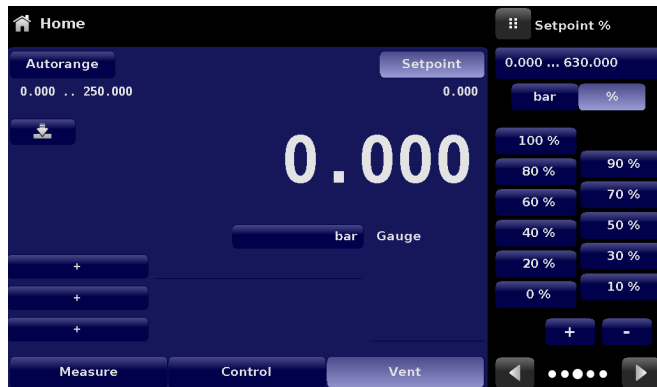 Home
Setpoint %
Autorange
Setpoint
0.000 ... 630.000
0.000 .. 250.000
0.000
bar
%
0.000
100 %
90 %
80 %
70 %
60 %
50 %
40 %
30 %
20 %
10 %
0 %
bar
Gauge
+
+
+
+
-
Measure
Control
Vent